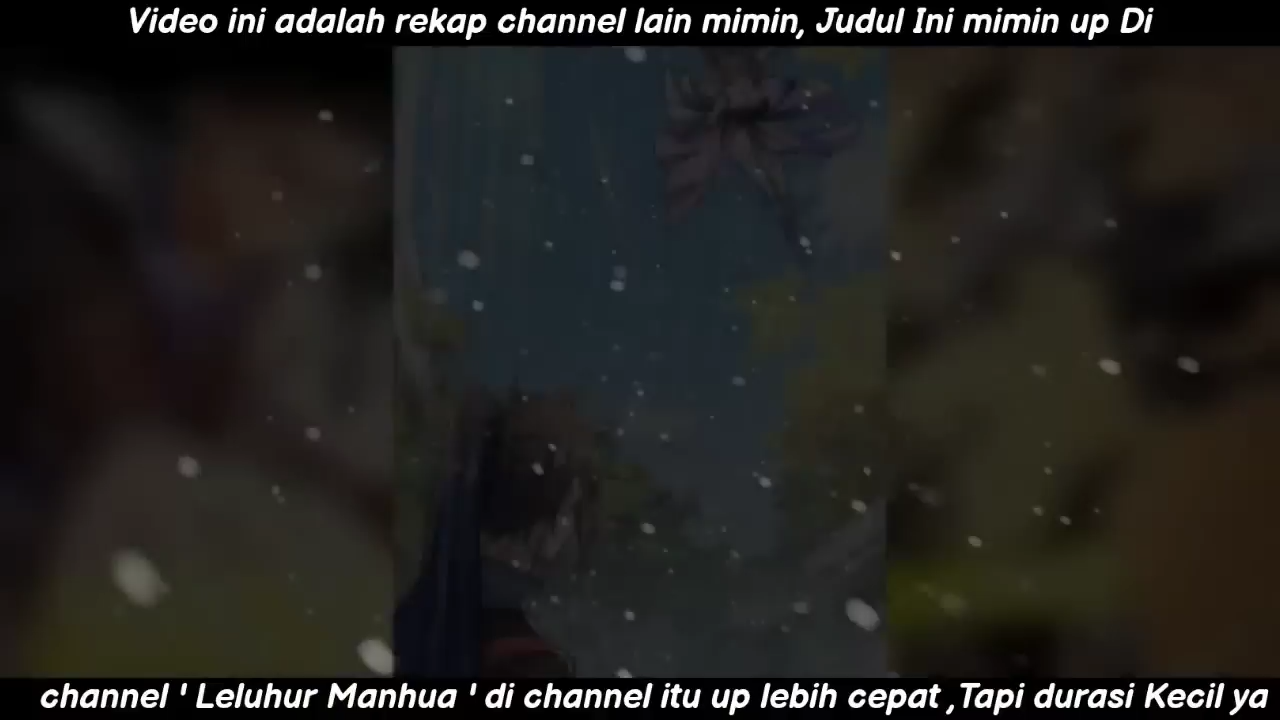 Video ini adalah rekap channel lain mimin, Judul Ini mimin up Di
channel ' Leluhur Manhua ' di channel itu up lebih cepat ,Tapi durasi Kecil ya